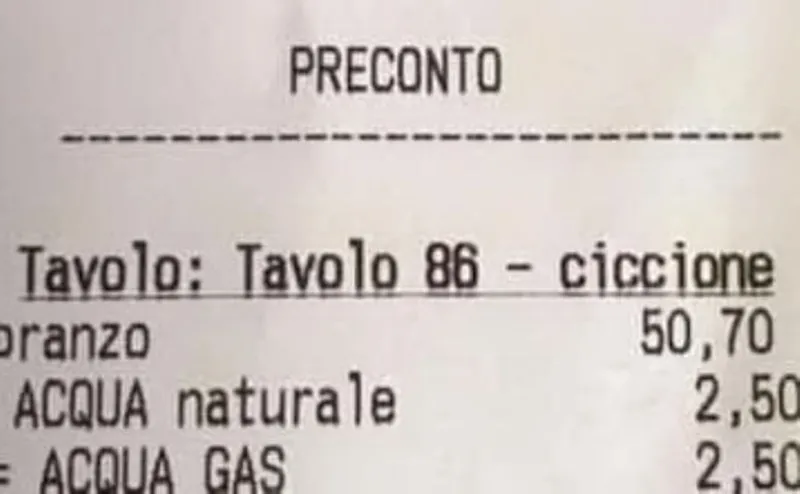 PRECONTO
--------------------------------
Tavolo: Tavolo 86 - ciccione
pranzo 50,70
ACQUA naturale 2,50
= ACQUA GAS 2,50